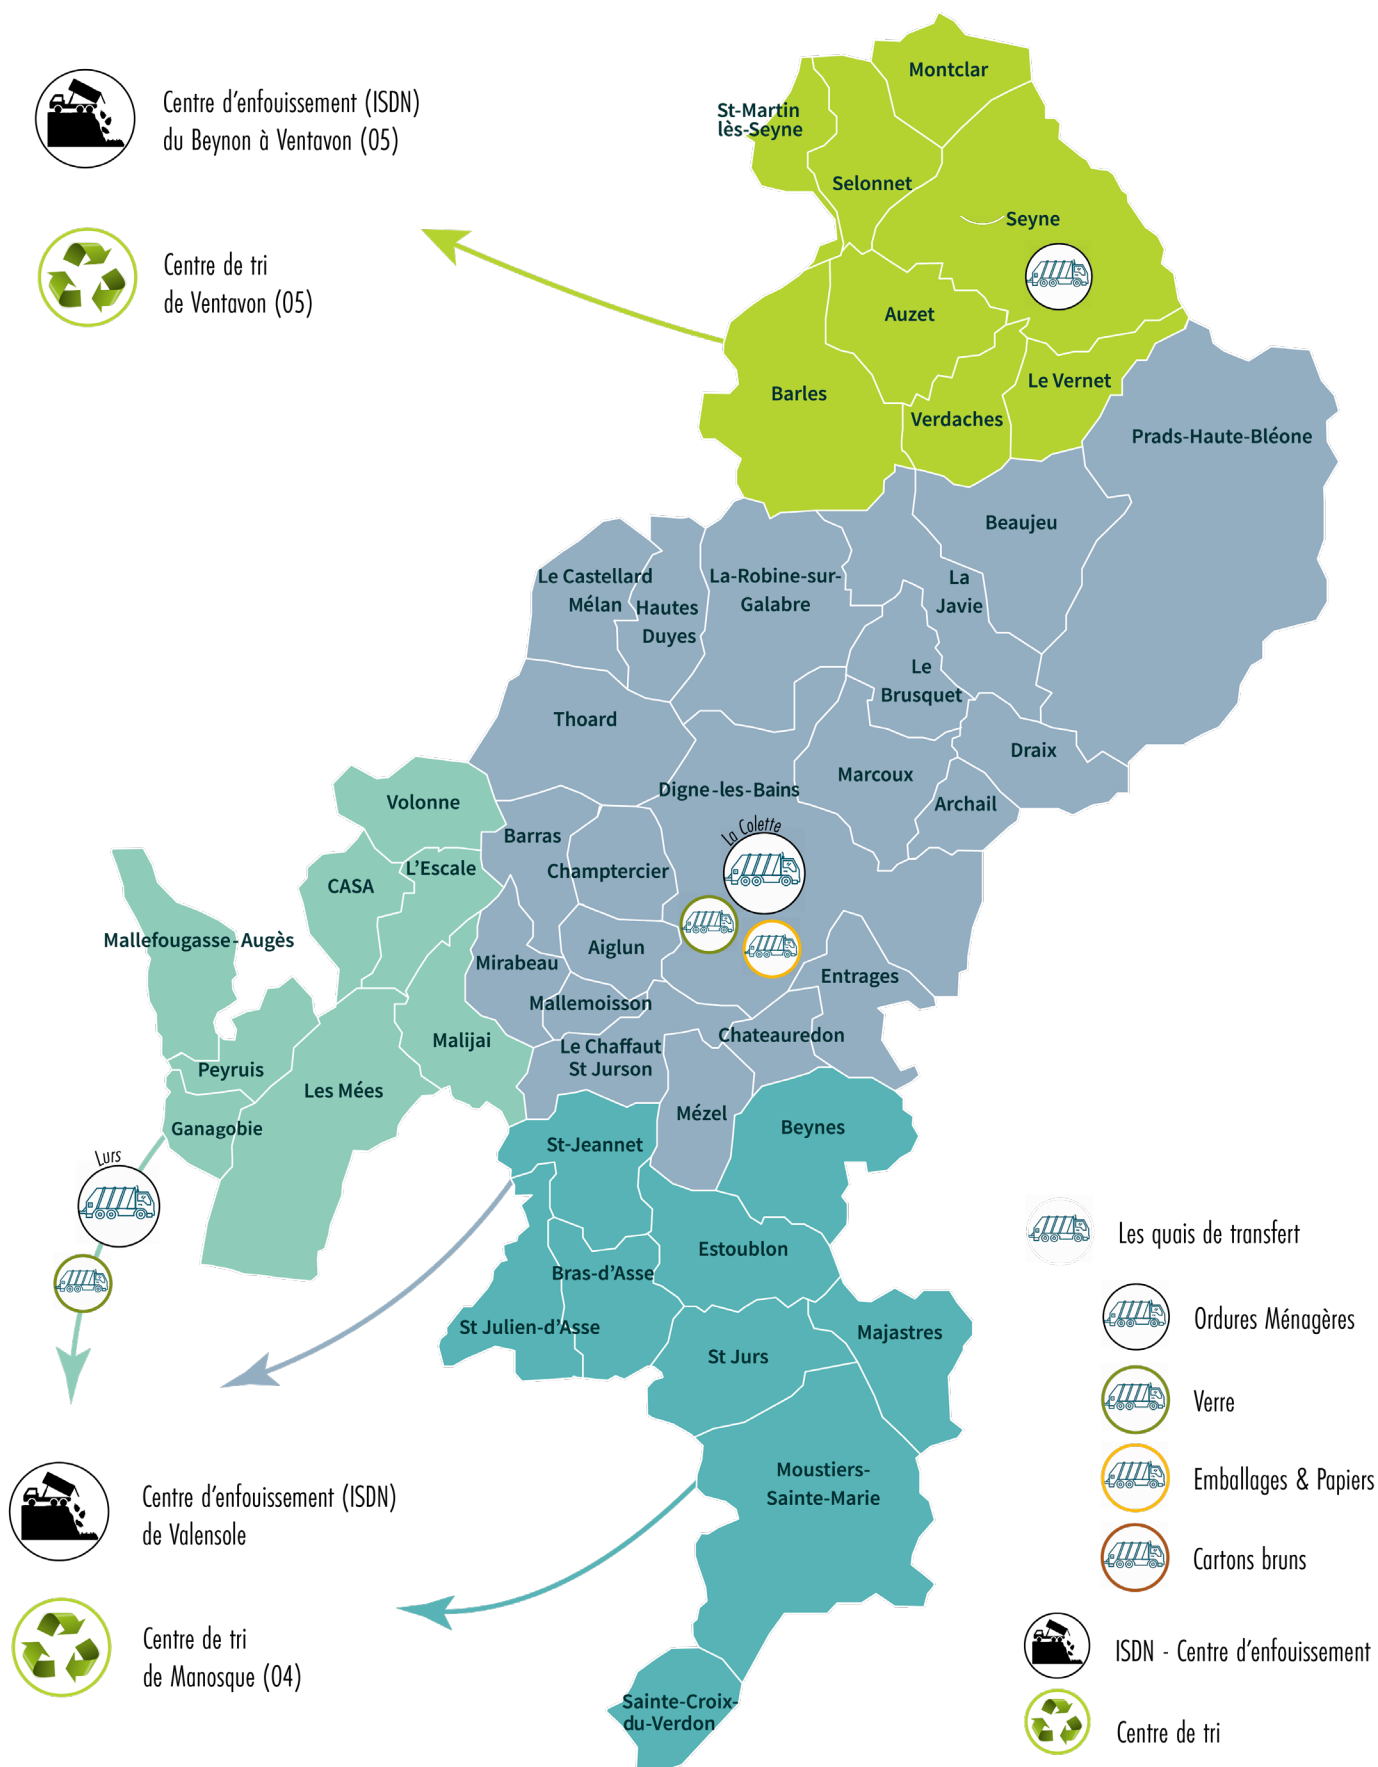 Centre d'enfouissement (ISDN)
du Beynon à Ventavon (05)
Centre de tri
de Ventavon (05)
Montclar
St-Martin
lès-Seyne
Selonnet
Seyne
Auzet
Barles
Le Vernet
Verdaches
Prads-Haute-Bléone
Beaujeu
Le Castellard
Mélan
Hautes
Duyes
La-Robine-sur-
Galabre
La
Javie
Le
Brusquet
Thoard
Draix
Marcoux
Archail
Digne-les-Bains
La Colette
Volonne
Barras
L'Escale
CASA
Champtercier
Mallefougasse-Augès
Aiglun
Mirabeau
Entrages
Mallemoisson
Malijai
Le Chaffaut
St Jurson
Chateauredon
Peyruis
Les Mées
Mézel
Ganagobie
Beynes
St-Jeannet
Lurs
Estoublon
Bras-d'Asse
St Julien-d'Asse
Majastres
St Jurs
Moustiers-
Sainte-Marie
Sainte-Croix-
du-Verdon
Centre d'enfouissement (ISDN)
de Valensole
Centre de tri
de Manosque (04)
Les quais de transfert
Ordures Ménagères
Verre
Emballages & Papiers
Cartons bruns
ISDN - Centre d'enfouissement
Centre de tri